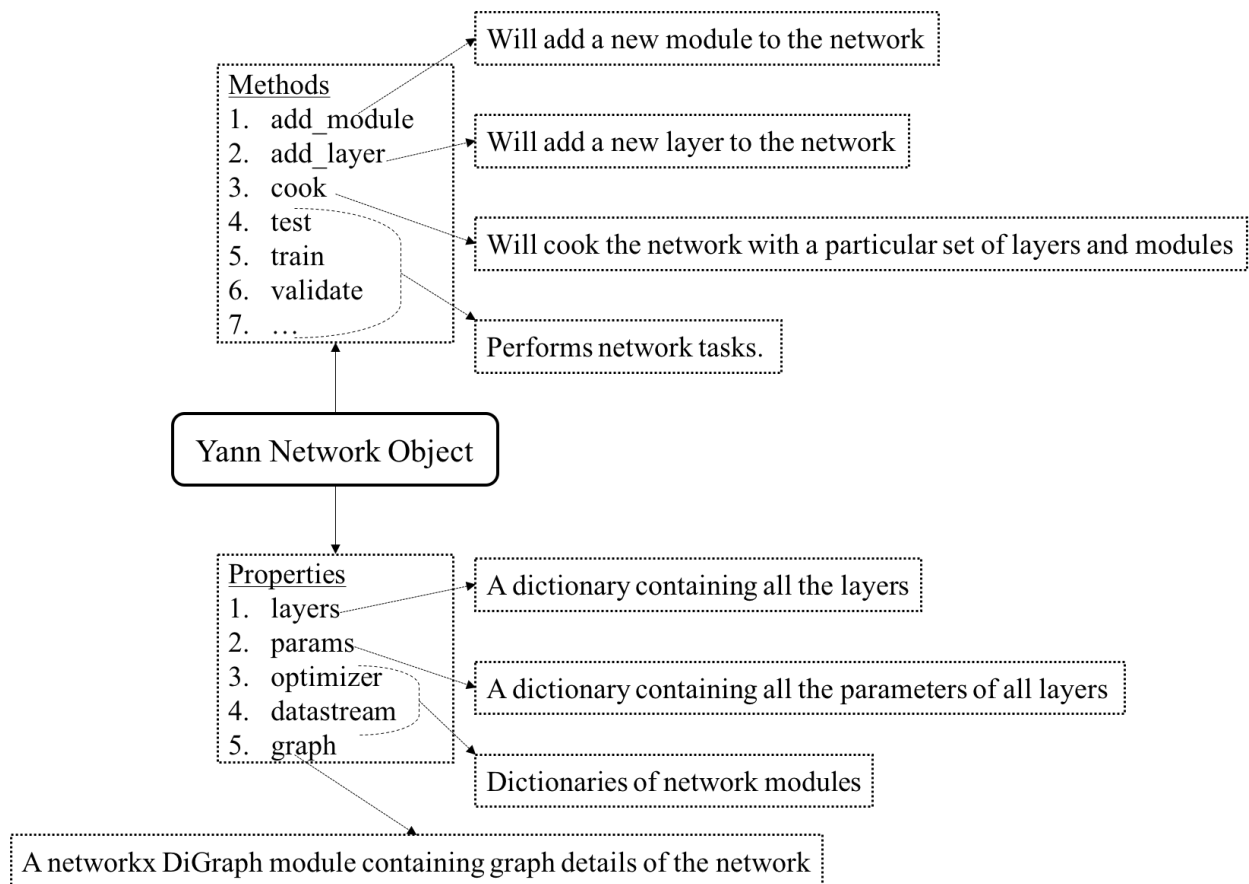 Will add a new module to the network
Methods
1. add_module
2. add_layer
3. cook
4. test
5. train
6. validate
7. …
Will add a new layer to the network
Will cook the network with a particular set of layers and modules
Performs network tasks.
Yann Network Object
Properties
1. layers
2. params
3. optimizer
4. datastream
5. graph
A dictionary containing all the layers
A dictionary containing all the parameters of all layers
Dictionaries of network modules
A networkx DiGraph module containing graph details of the network